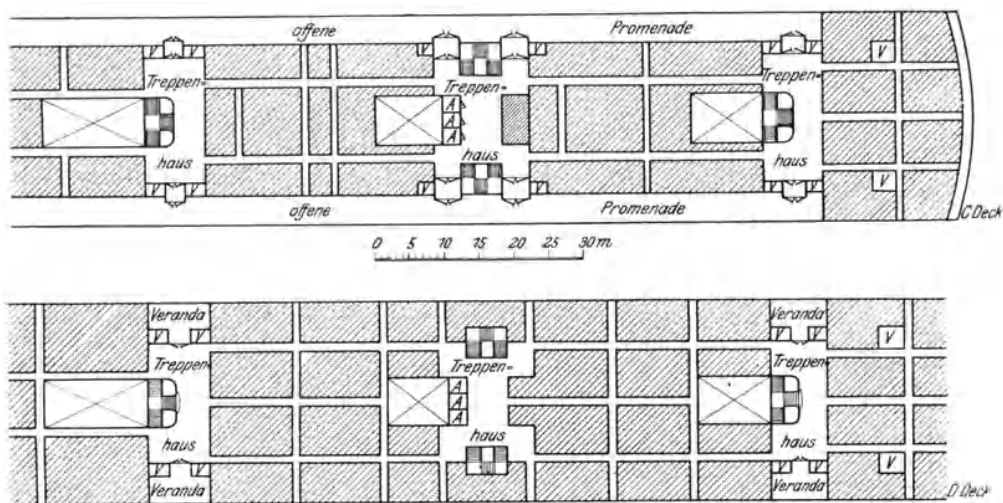 offene Promenade
V V V V V V V
Treppen= Treppen= Treppen=
A
A
A
haus haus haus
V V V V V V V
offene Promenade
C Deck
0 5 10 15 20 25 30 m
Veranda Veranda
V V V V V
Treppen= Treppen= Treppen=
A
A
A
haus haus haus
V V V V V
Veranda Veranda
D Deck